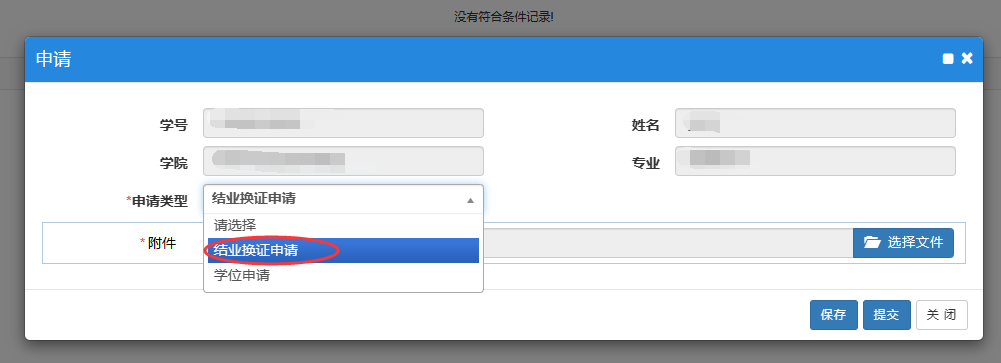 没有符合条件记录!
申请
学号
姓名
学院
专业
*申请类型 结业换证申请
请选择
*附件 结业换证申请 选择文件
学位申请
保存 提交 关 闭